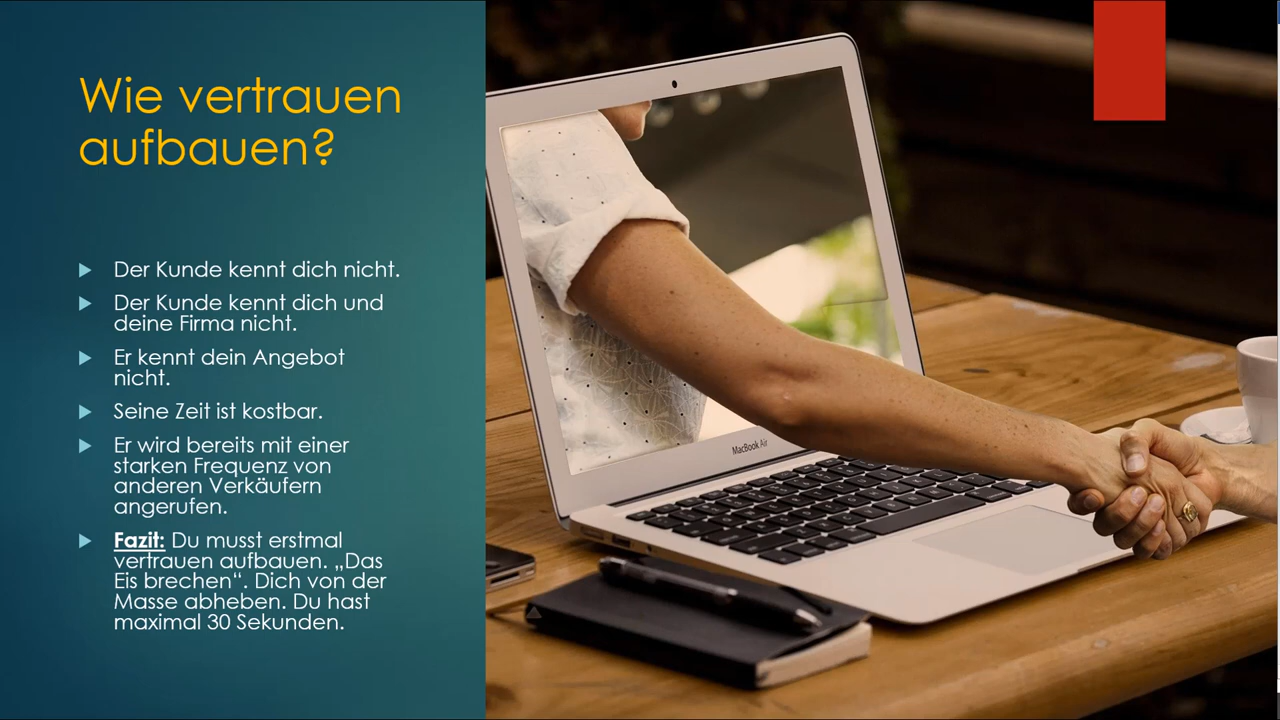 Wie vertrauen
aufbauen?
Der Kunde kennt dich nicht.
Der Kunde kennt dich und
deine Firma nicht.
Er kennt dein Angebot
nicht.
Seine Zeit ist kostbar.
Er wird bereits mit einer
starken Frequenz von
anderen Verkäufern
angerufen.
Fazit: Du musst erstmal
vertrauen aufbauen. „Das
Eis brechen“. Dich von der
Masse abheben. Du hast
maximal 30 Sekunden.
MacBook Air